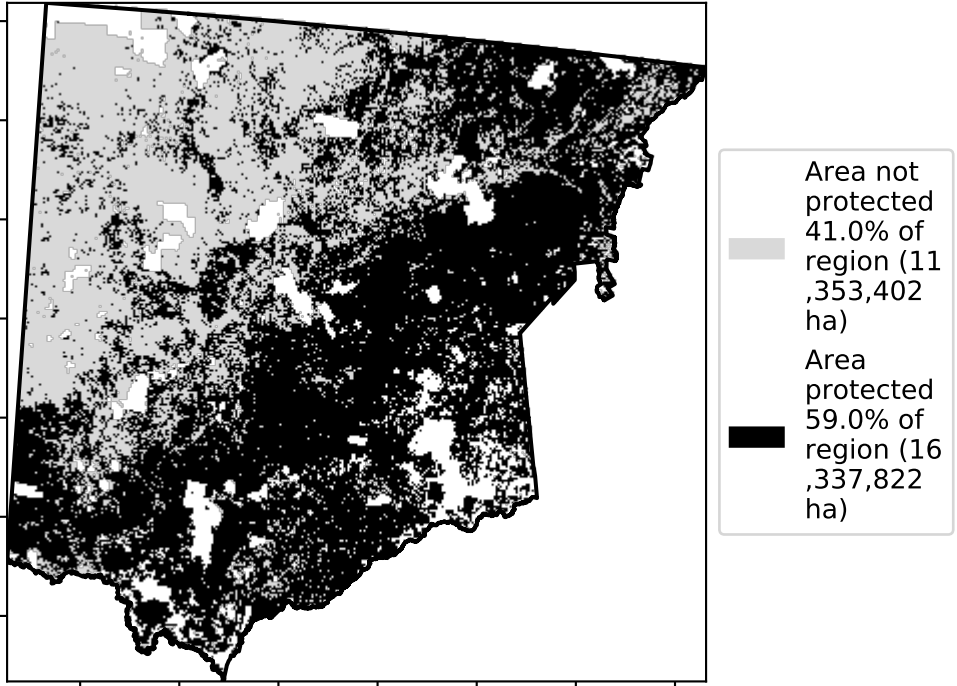 Area not
protected
41.0% of
region (11
,353,402
ha)
Area
protected
59.0% of
region (16
,337,822
ha)